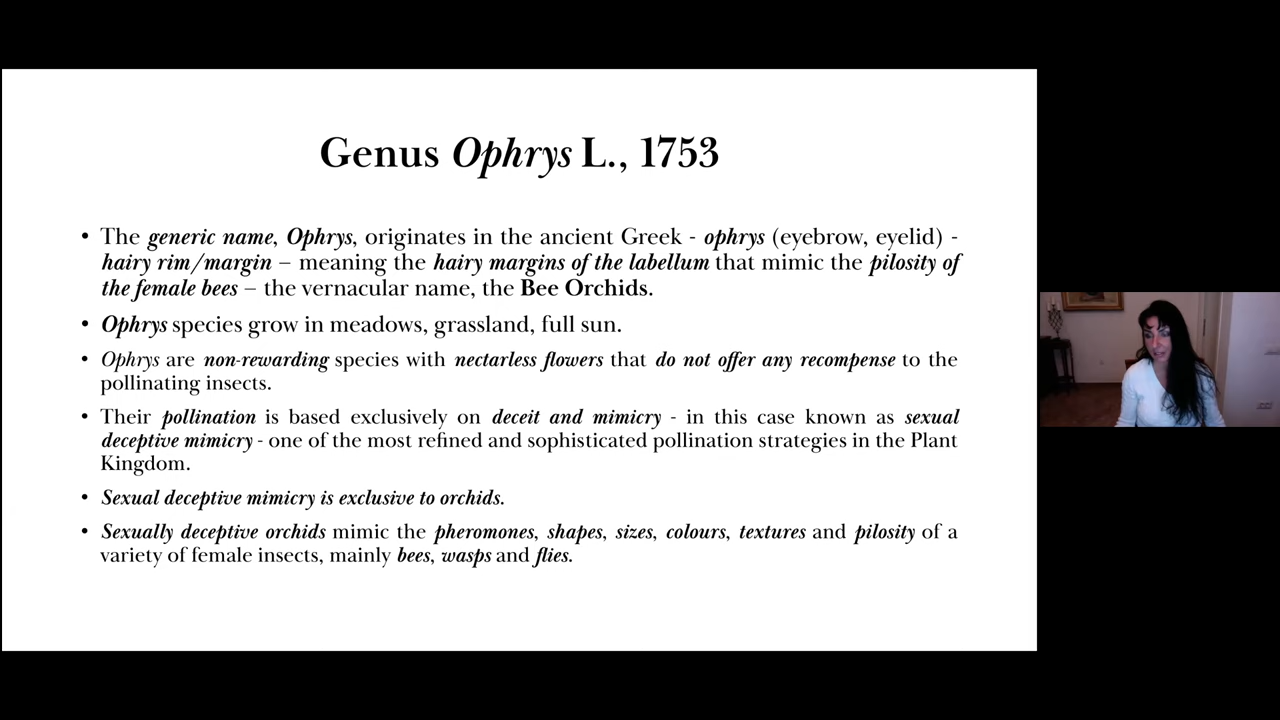 Genus Ophrys L., 1753
• The generic name, Ophrys, originates in the ancient Greek - ophrys (eyebrow, eyelid) -
hairy rim/margin – meaning the hairy margins of the labellum that mimic the pilosity of
the female bees – the vernacular name, the Bee Orchids.
• Ophrys species grow in meadows, grassland, full sun.
• Ophrys are non-rewarding species with nectarless flowers that do not offer any recompense to the
pollinating insects.
• Their pollination is based exclusively on deceit and mimicry - in this case known as sexual
deceptive mimicry - one of the most refined and sophisticated pollination strategies in the Plant
Kingdom.
• Sexual deceptive mimicry is exclusive to orchids.
• Sexually deceptive orchids mimic the pheromones, shapes, sizes, colours, textures and pilosity of a
variety of female insects, mainly bees, wasps and flies.